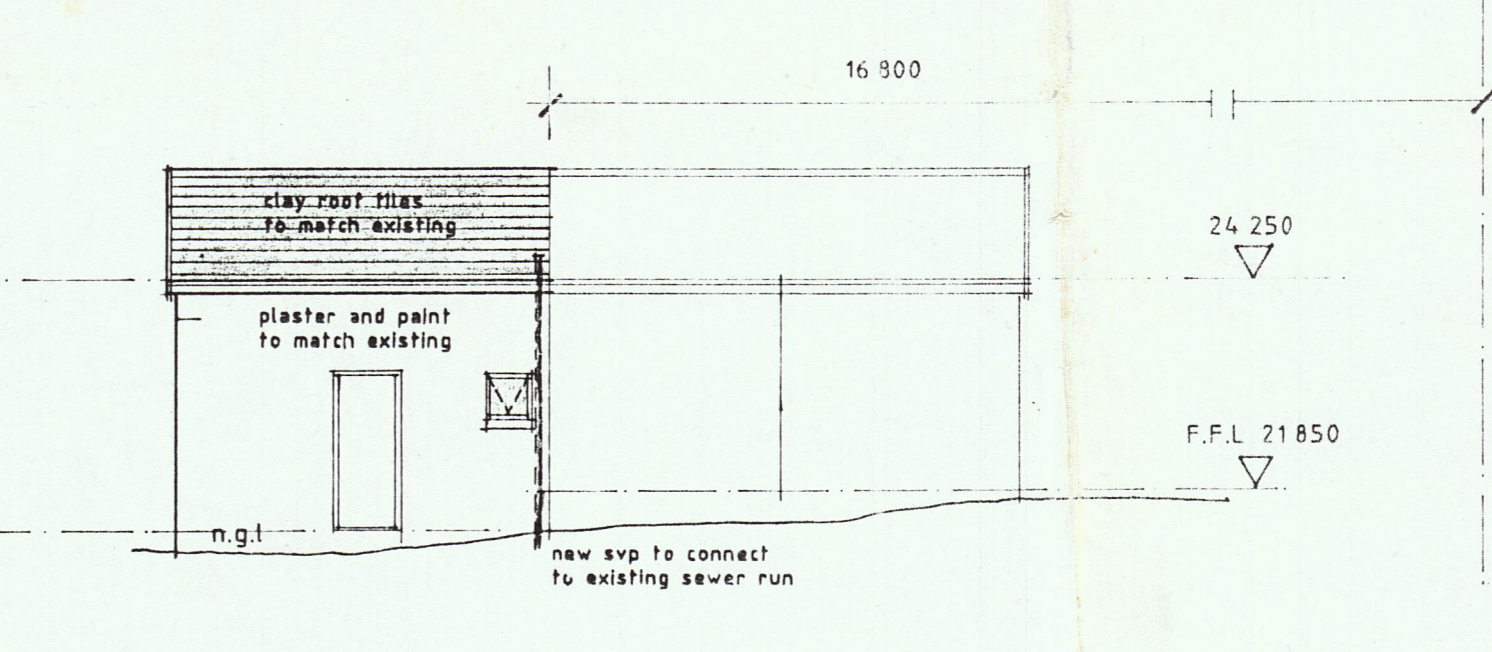 16 800
clay roof tiles
to match existing
24 250
plaster and paint
to match existing
F.F.L 21 850
n.g.l
new svp to connect
to existing sewer run